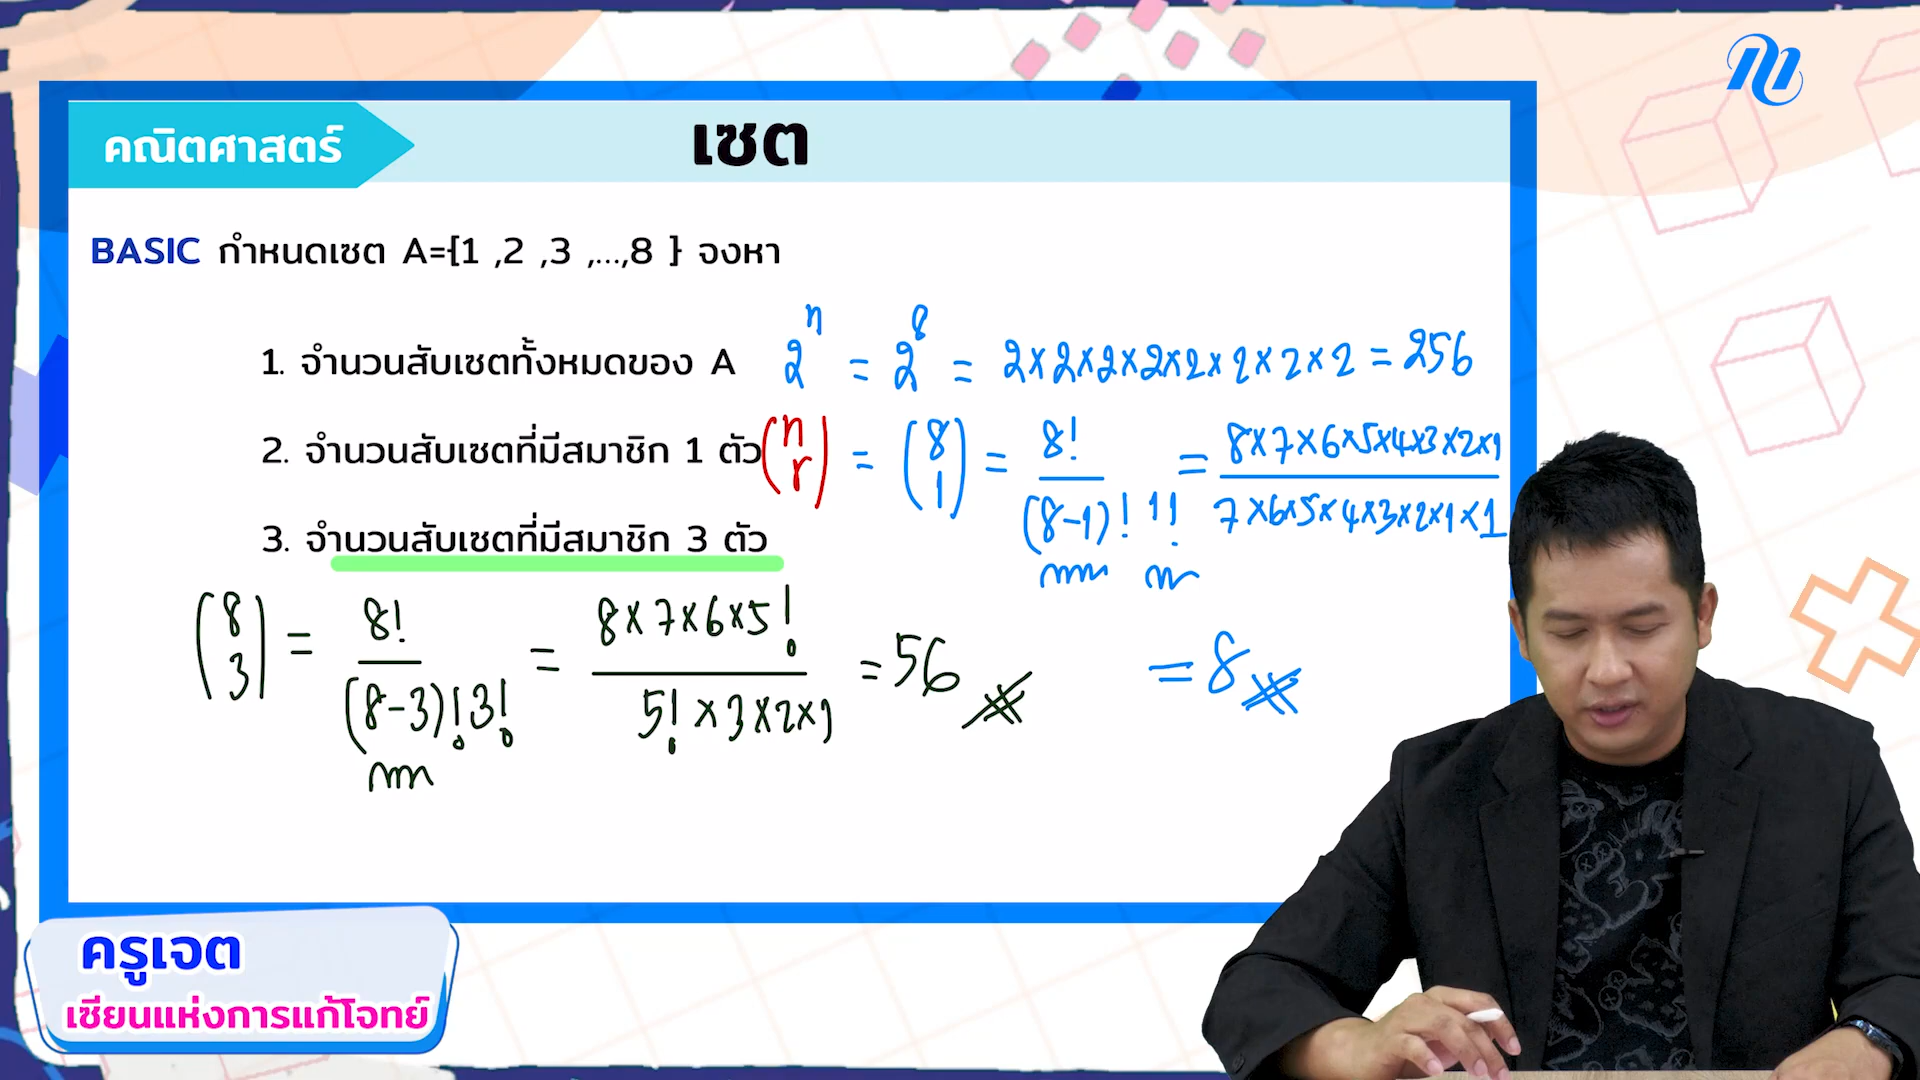 คณิตศาสตร์
เซต
BASIC กำหนดเซต A={1 ,2 ,3 ,...,8 } จงหา
1. จำนวนสับเซตทั้งหมดของ A 2^n = 2^8 = 2×2×2×2×2×2×2×2 = 256
2. จำนวนสับเซตที่มีสมาชิก 1 ตัว (n r) = (8 1) = 8!/(8-1)! 1! = 8×7×6×5×4×3×2×1/7×6×5×4×3×2×1×1
3. จำนวนสับเซตที่มีสมาชิก 3 ตัว
(8 3) = 8!/(8-3)!3! = 8×7×6×5!/5!×3×2×1 = 56
= 8
ครูเจต
เซียนแห่งการแก้โจทย์